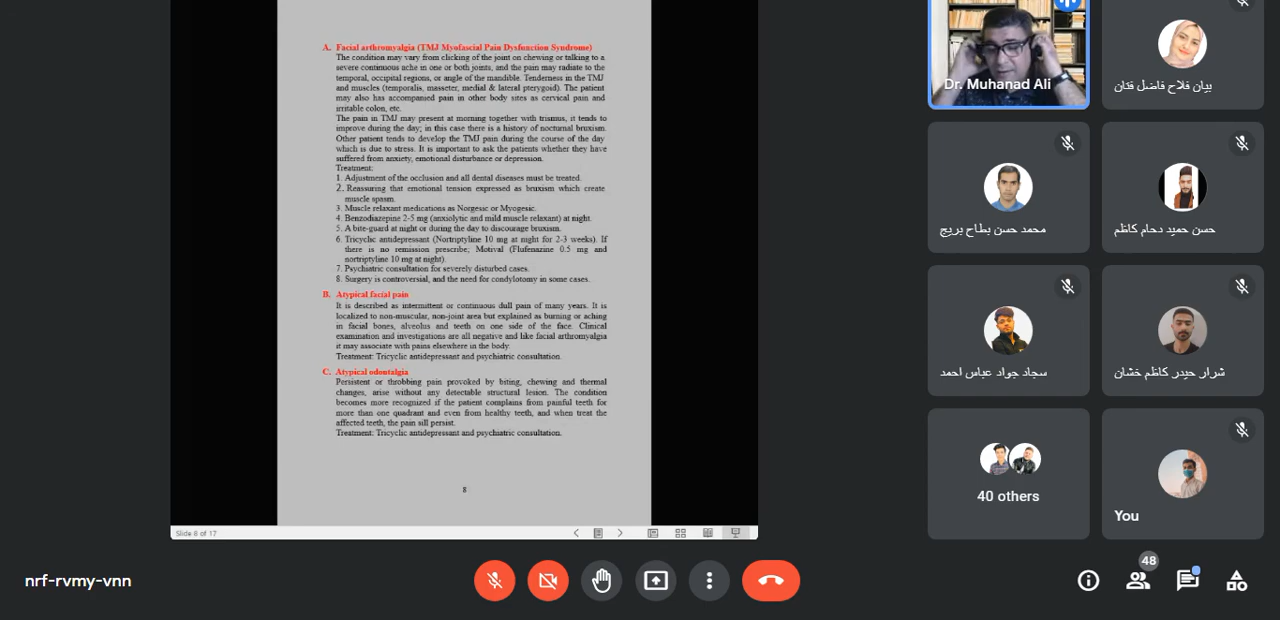 A. Facial arthromyalgia (TMJ Myofascial Pain Dysfunction Syndrome)
The condition may vary from clicking of the joint on chewing or talking to a
severe continuous ache in one or both joints, and the pain may radiate to the
temporal, occipital regions, or angle of the mandible. Tenderness in the TMJ
and muscles (temporalis, masseter, medial & lateral pterygoid). The patient
may also has accompanied pain in other body sites as cervical pain and
irritable colon, etc.
The pain in TMJ may present at morning together with trismus, it tends to
improve during the day; in this case there is a history of nocturnal bruxism.
Other patient tends to develop the TMJ pain during the course of the day
which is due to stress. It is important to ask the patients whether they have
suffered from anxiety, emotional disturbance or depression.
Treatment:
1. Adjustment of the occlusion and all dental diseases must be treated.
2. Reassuring that emotional tension expressed as bruxism which create
muscle spasm.
3. Muscle relaxant medications as Norgesic or Myogesic.
4. Benzodiazepine 2-5 mg (anxiolytic and mild muscle relaxant) at night.
5. A bite-guard at night or during the day to discourage bruxism.
6. Tricyclic antidepressant (Nortriptyline 10 mg at night for 2-3 weeks). If
there is no remission prescribe; Motival (Flufenazine 0.5 mg and
nortriptyline 10 mg at night).
7. Psychiatric consultation for severely disturbed cases.
8. Surgery is controversial, and the need for condylotomy in some cases.
B. Atypical facial pain
It is described as intermittent or continuous dull pain of many years. It is
localized to non-muscular, non-joint area but explained as burning or aching
in facial bones, alveolus and teeth on one side of the face. Clinical
examination and investigations are all negative and like facial arthromyalgia
it may associate with pains elsewhere in the body.
Treatment: Tricyclic antidepressant and psychiatric consultation.
C. Atypical odontalgia
Persistent or throbbing pain provoked by biting, chewing and thermal
changes, arise without any detectable structural lesion. The condition
becomes more recognized if the patient complains from painful teeth for
more than one quadrant and even from healthy teeth, and when treat the
affected teeth, the pain sill persist.
Treatment: Tricyclic antidepressant and psychiatric consultation.
8
Slide 8 of 17
Dr. Muhanad Ali
بيان فلاح فاضل فتان
محمد حسن بطاح بريج
حسن حميد دحام كاظم
سجاد جواد عباس احمد
شرار حيدر كاظم خشان
40 others
You
nrf-rvmy-vnn
48